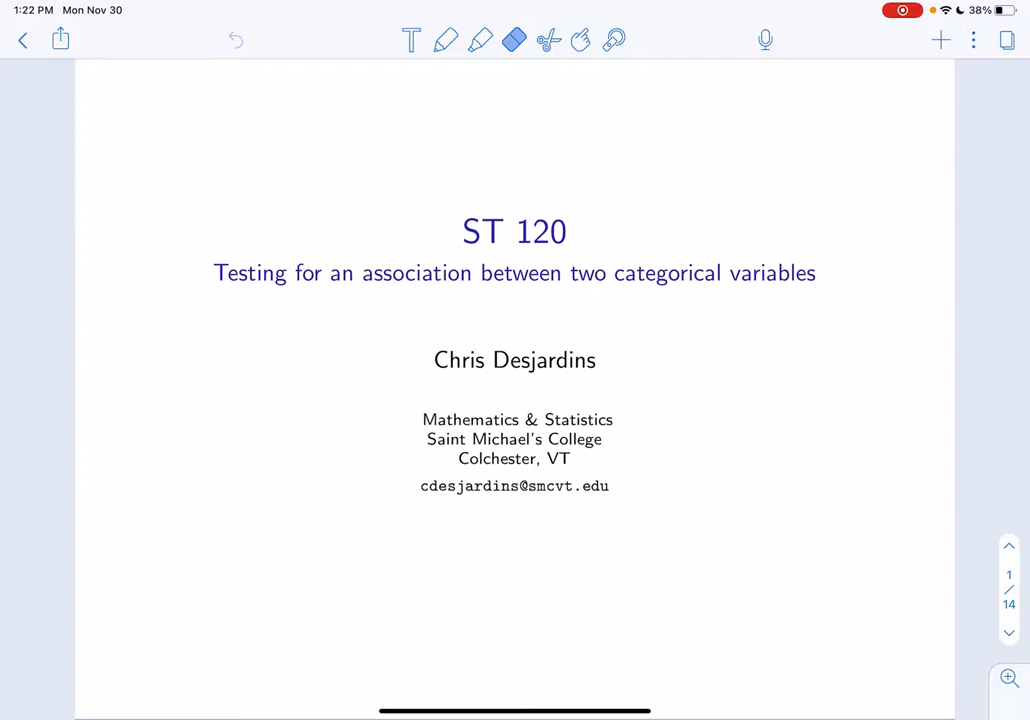 1:22 PM Mon Nov 30
38%
T
ST 120
Testing for an association between two categorical variables
Chris Desjardins
Mathematics & Statistics
Saint Michael's College
Colchester, VT
cdesjardins@smcvt.edu
1
/
14